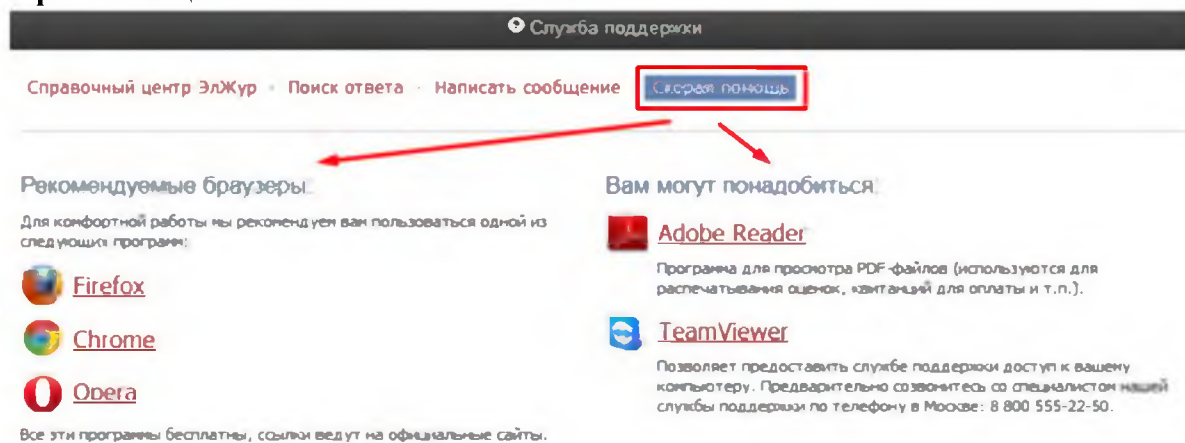 Служба поддержки
Справочный центр ЭлЖур · Поиск ответа · Написать сообщение Скорая помощь
Рекомендуемые браузеры:
Для комфортной работы мы рекомендуем вам пользоваться одной из
следующих программ:
Firefox
Chrome
Opera
Все эти программы бесплатны, ссылки ведут на официальные сайты.
Вам могут понадобиться:
Adobe Reader
Программа для просмотра PDF-файлов (используются для
распечатывания оценок, квитанций для оплаты и т.п.).
TeamViewer
Позволяет предоставить службе поддержки доступ к вашему
компьютеру. Предварительно созвонитесь со специалистом нашей
службы поддержки по телефону в Москве: 8 800 555-22-50.